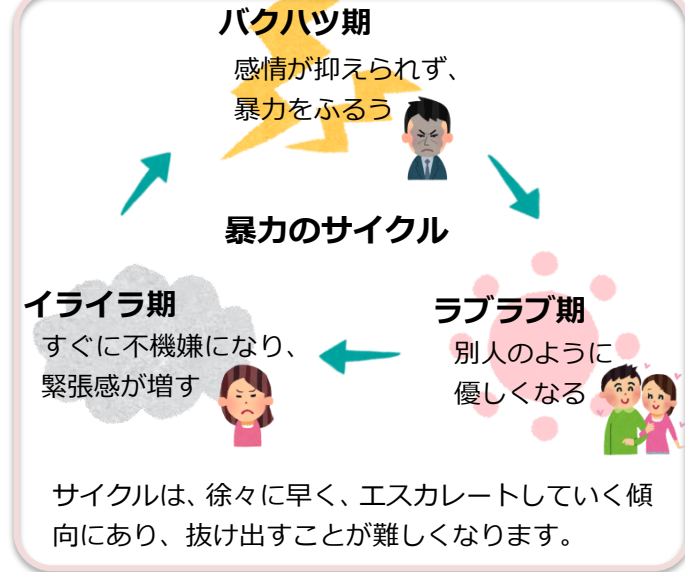 バクハツ期
感情が抑えられず、
暴力をふるう
暴力のサイクル
イライラ期
すぐに不機嫌になり、
緊張感が増す
ラブラブ期
別人のように
優しくなる
サイクルは、徐々に早く、エスカレートしていく傾
向にあり、抜け出すことが難しくなります。